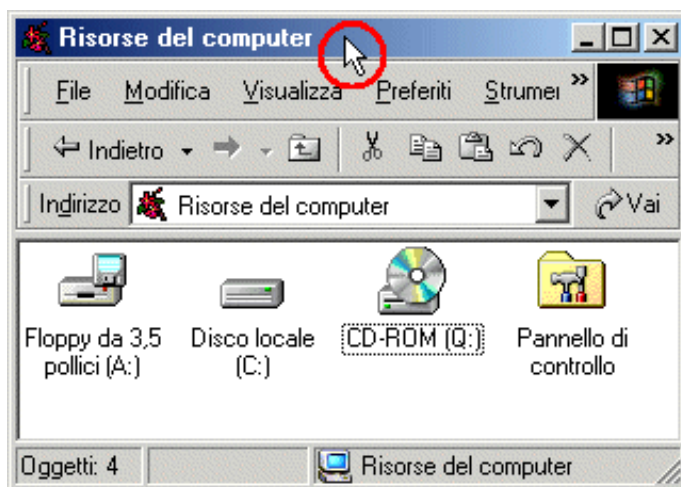 Risorse del computer
File Modifica Visualizza Preferiti Strumei »
Indietro »
Indirizzo Risorse del computer Vai
Floppy da 3,5 pollici (A:)
Disco locale (C:)
CD-ROM (Q:)
Pannello di controllo
Oggetti: 4 Risorse del computer